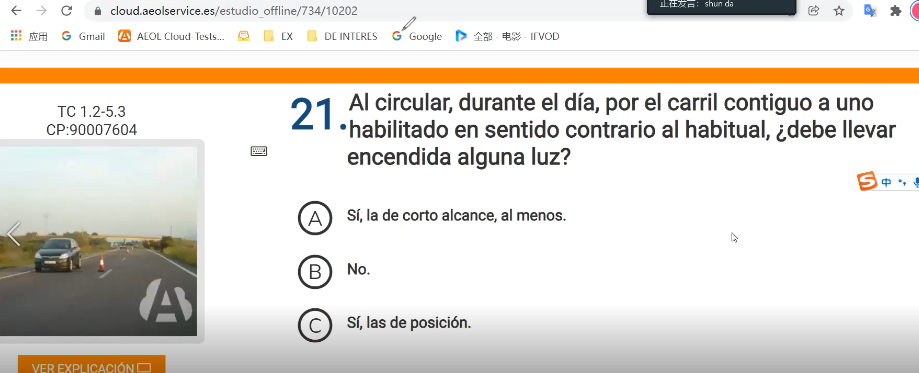 正在发言: shun da
cloud.aeolservice.es/estudio_offline/734/10202
应用 Gmail AEOL Cloud-Tests... EX DE INTERES Google 全部 - 电影 - IFVOD
TC 1.2-5.3
CP:90007604
21. Al circular, durante el día, por el carril contiguo a uno
habilitado en sentido contrario al habitual, ¿debe llevar
encendida alguna luz?
中
A Sí, la de corto alcance, al menos.
B No.
C Sí, las de posición.
VER EXPLICACIÓN